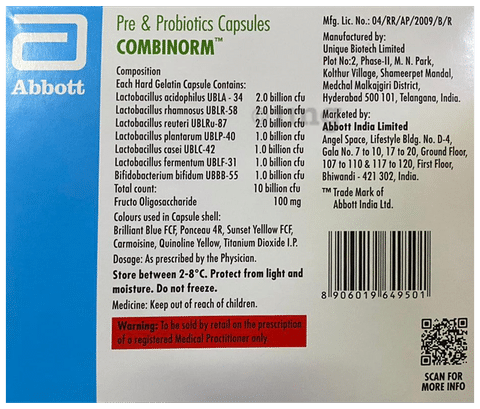 Abbott
Pre & Probiotics Capsules
COMBINORM™
Composition
Each Hard Gelatin Capsule Contains:
Lactobacillus acidophilus UBLA - 34 2.0 billion cfu
Lactobacillus rhamnosus UBLR-58 2.0 billion cfu
Lactobacillus reuteri UBLRu-87 2.0 billion cfu
Lactobacillus plantarum UBLP-40 1.0 billion cfu
Lactobacillus casei UBLC-42 1.0 billion cfu
Lactobacillus fermentum UBLF-31 1.0 billion cfu
Bifidobacterium bifidum UBBB-55 1.0 billion cfu
Total count: 10 billion cfu
Fructo Oligosaccharide 100 mg
Colours used in Capsule shell:
Brilliant Blue FCF, Ponceau 4R, Sunset Yelllow FCF,
Carmoisine, Quinoline Yellow, Titanium Dioxide I.P.
Dosage: As prescribed by the Physician.
Store between 2-8°C. Protect from light and
moisture. Do not freeze.
Medicine: Keep out of reach of children.
Warning: To be sold by retail on the prescription
of a registered Medical Practitioner only
Mfg. Lic. No.: 04/RR/AP/2009/B/R
Manufactured by:
Unique Biotech Limited
Plot No:2, Phase-II, M. N. Park,
Kolthur Village, Shameerpet Mandal,
Medchal Malkajgiri District,
Hyderabad 500 101, Telangana, India.
Marketed by:
Abbott India Limited
Angel Space, Lifestyle Bldg. No. D-4,
Gala No. 7 to 10, 17 to 20, Ground Floor,
107 to 110 & 117 to 120, First Floor,
Bhiwandi - 421 302, India.
™ Trade Mark of
Abbott India Ltd.
8 906019 649501
SCAN FOR
MORE INFO